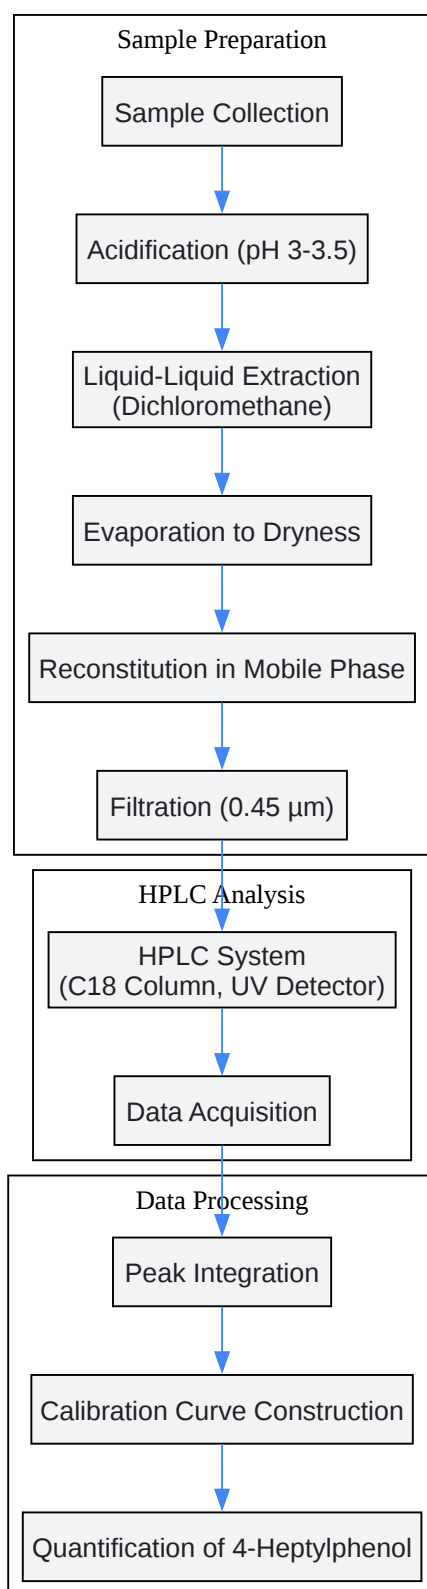 Sample Preparation
Sample Collection
Acidification (pH 3-3.5)
Liquid-Liquid Extraction
(Dichloromethane)
Evaporation to Dryness
Reconstitution in Mobile Phase
Filtration (0.45 µm)
HPLC Analysis
HPLC System
(C18 Column, UV Detector)
Data Acquisition
Data Processing
Peak Integration
Calibration Curve Construction
Quantification of 4-Heptylphenol